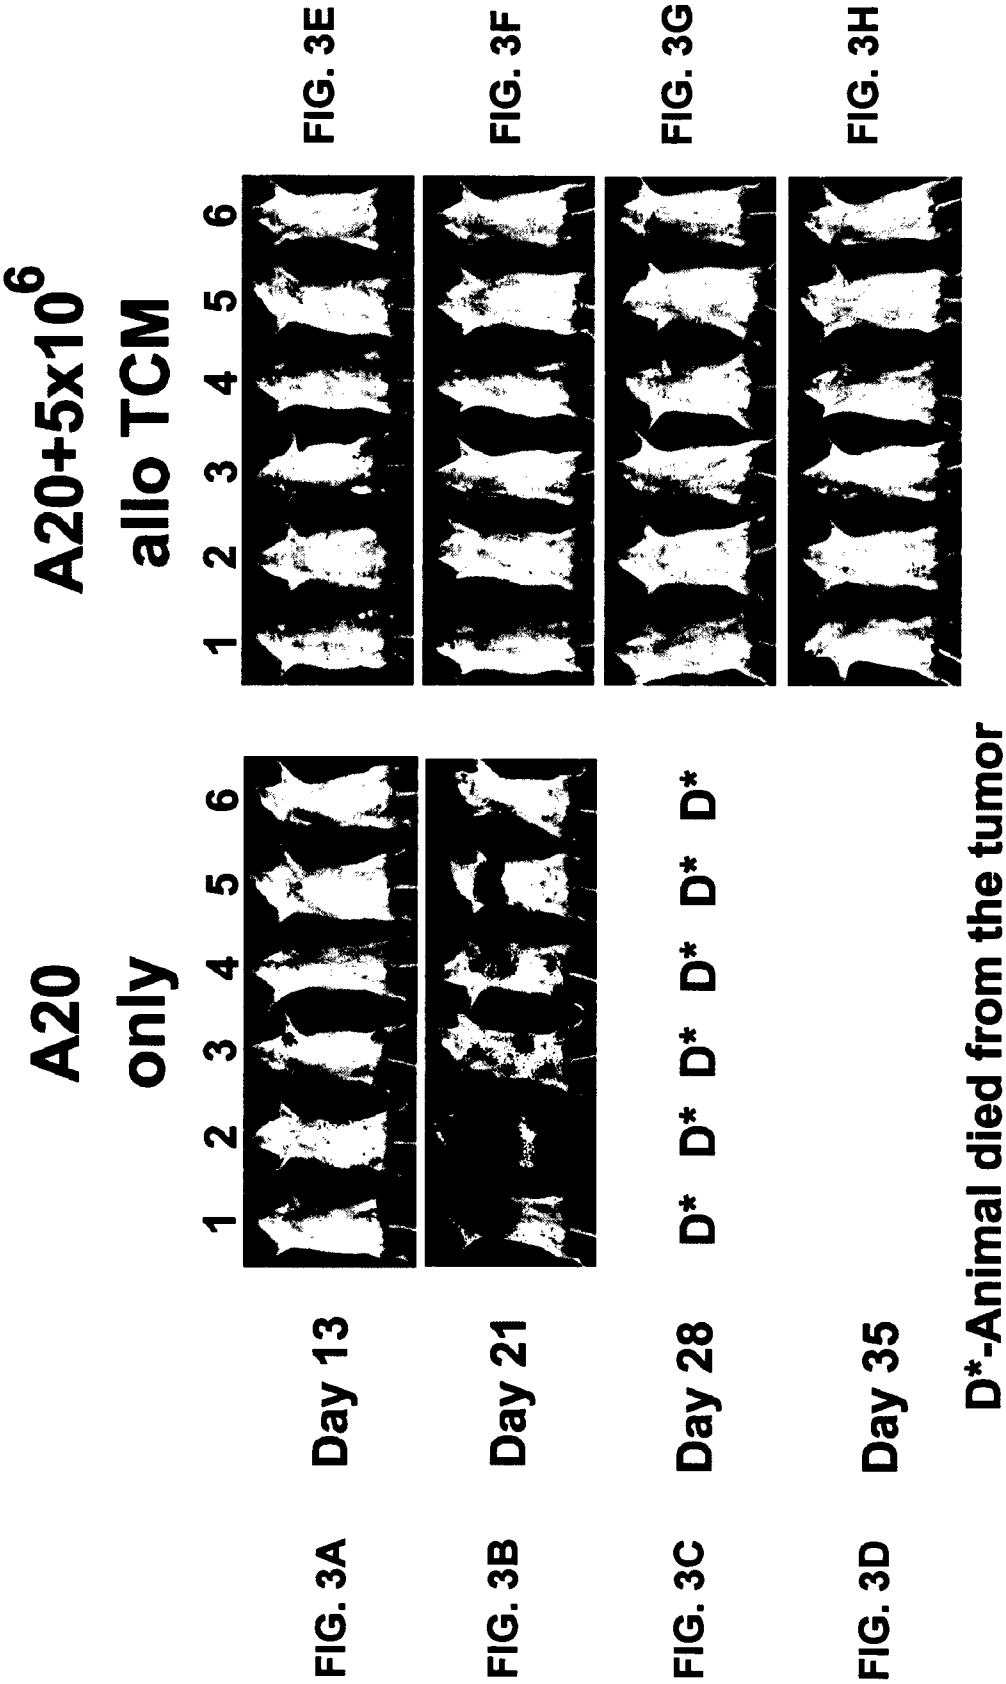 A20 only
A20+5x10⁶ allo TCM
1 2 3 4 5 6
1 2 3 4 5 6
FIG. 3A Day 13 FIG. 3E
FIG. 3B Day 21 FIG. 3F
FIG. 3C Day 28 D* D* D* D* D* D* FIG. 3G
FIG. 3D Day 35 FIG. 3H
D*-Animal died from the tumor